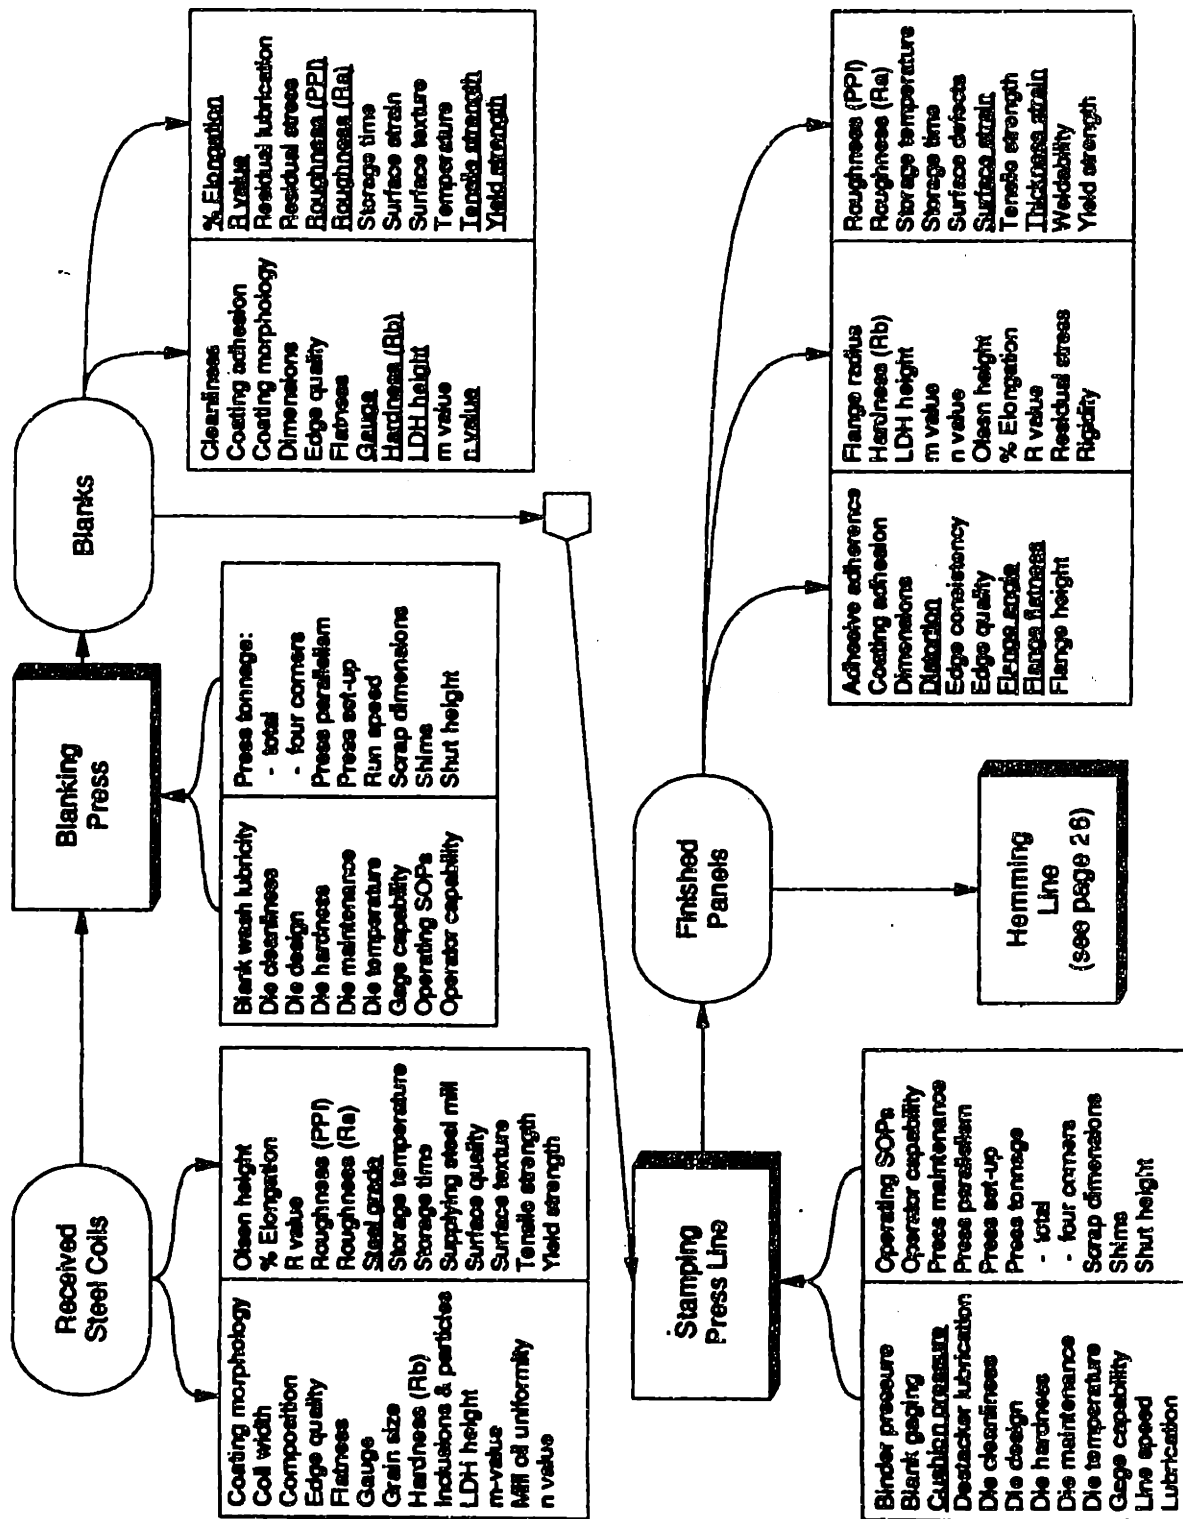 Received
Steel Coils
Coating morphology
Coil width
Composition
Edge quality
Flatness
Gauge
Grain size
Hardness (Rb)
Inclusions & particles
LDH height
m-value
Mill oil uniformity
n value
Olsen height
% Elongation
R value
Roughness (PPI)
Roughness (Ra)
Steel grade
Storage temperature
Storage time
Supplying steel mill
Surface quality
Surface texture
Tensile strength
Yield strength
Blanking
Press
Blank wash lubricity
Die cleanliness
Die design
Die hardness
Die maintenance
Die temperature
Gage capability
Operating SOPs
Operator capability
Press tonnage:
- total
- four corners
Press parallelism
Press set-up
Run speed
Scrap dimensions
Shims
Shut height
Blanks
Cleanliness
Coating adhesion
Coating morphology
Dimensions
Edge quality
Flatness
Gauge
Hardness (Rb)
LDH height
m value
n value
% Elongation
R value
Residual lubrication
Residual stress
Roughness (PPI)
Roughness (Ra)
Storage time
Surface strain
Surface texture
Temperature
Tensile strength
Yield strength
Stamping
Press Line
Binder pressure
Blank gaging
Cushion pressure
Destacker lubrication
Die cleanliness
Die design
Die hardness
Die maintenance
Die temperature
Gage capability
Line speed
Lubrication
Operating SOPs
Operator capability
Press maintenance
Press parallelism
Press set-up
Press tonnage
- total
- four corners
Scrap dimensions
Shims
Shut height
Finished
Panels
Hemming
Line
(see page 26)
Adhesive adherence
Coating adhesion
Dimensions
Distortion
Edge consistency
Edge quality
Flange angle
Flange flatness
Flange height
Flange radius
Hardness (Rb)
LDH height
m value
n value
Olsen height
% Elongation
R value
Residual stress
Rigidity
Roughness (PPI)
Roughness (Ra)
Storage temperature
Storage time
Surface defects
Surface strain
Tensile strength
Thickness strain
Weldability
Yield strength